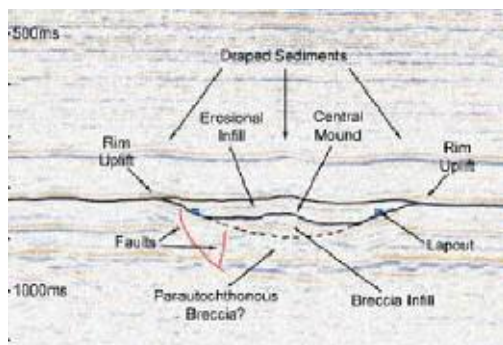 500ms
Draped Sediments
Erosional
Infill
Central
Mound
Rim
Uplift
Rim
Uplift
Faults
Lapout
1000ms
Parautochthonous
Breccia?
Breccia Infill